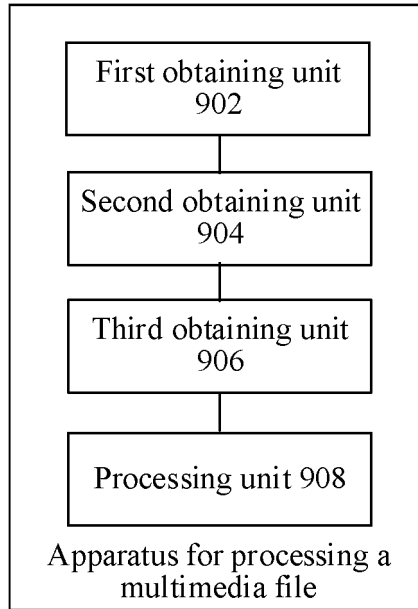 First obtaining unit
902
Second obtaining unit
904
Third obtaining unit
906
Processing unit 908
Apparatus for processing a
multimedia file